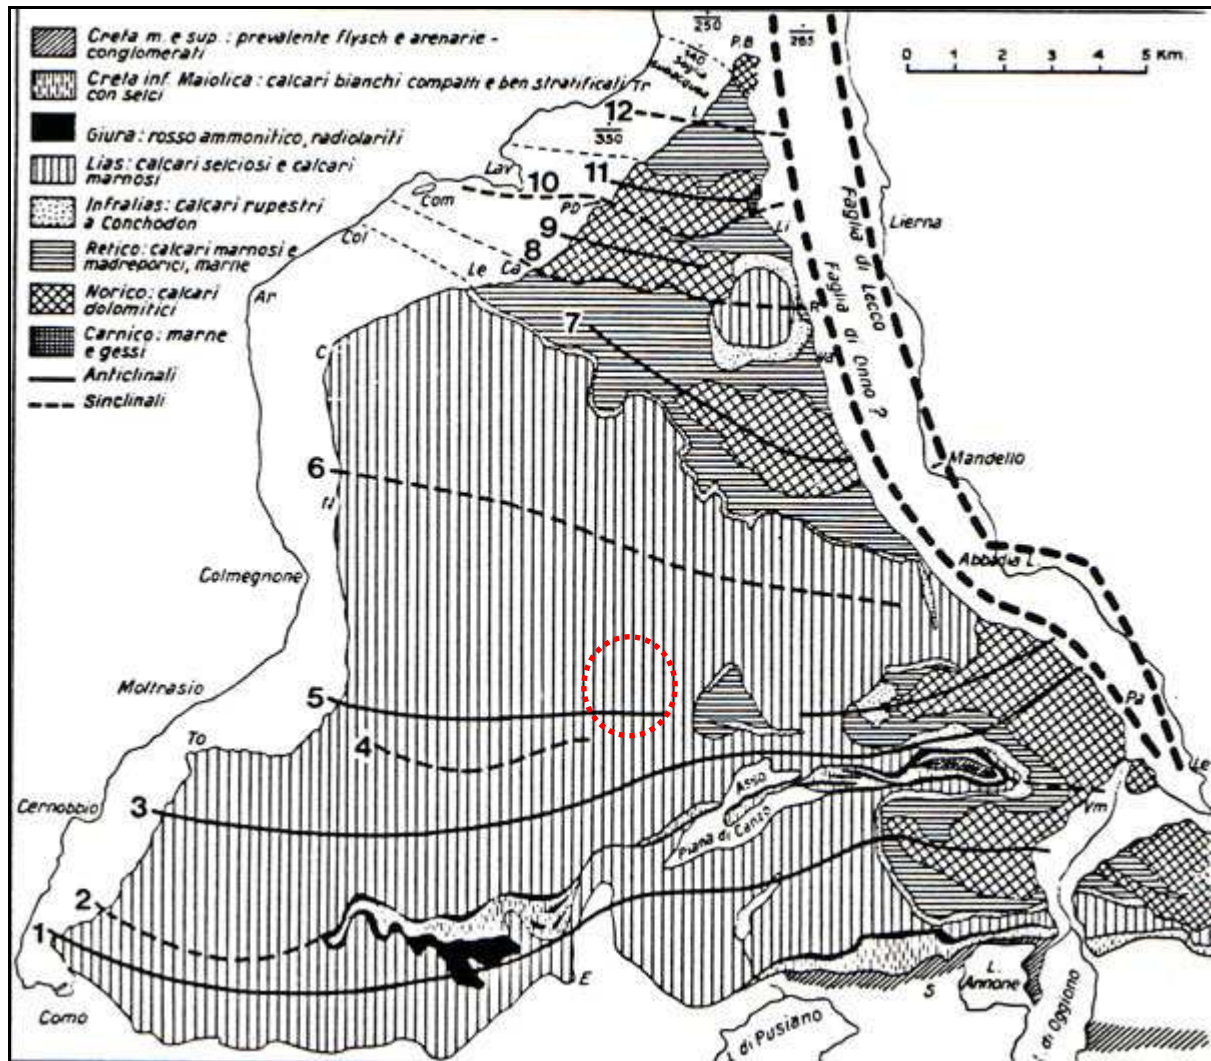 Creta m. e sup.: prevalente flysch e arenarie -
conglomerati
Creta inf. Maiolica: calcari bianchi compatti e ben stratificati
con selci
Giura: rosso ammonitico, radiolariti
Lias: calcari selciosi e calcari
marnosi
Infralias: calcari rupestri
a Conchodon
Retico: calcari marnosi e
madreporici, marne
Norico: calcari
dolomitici
Carnico: marne
e gessi
Anticlinali
Sinclinali
0 1 2 3 4 5 Km.
250
265
P.B
340
Soglia
Tr
12
L
350
Lav
11
10
Com
PD
Li
9
Col
8
Ca
Le
Ar
7
R
C
6
N
Lierna
Faglia di Lecco
Faglia di Onno ?
Mandello
Abbadia L.
Colmegnone
Moltrasio
5
4
To
Pa
Le
Cernobbio
3
Asso
Piana di Canzo
Vm
2
1
E
S
L.
Annone
Como
L. di Pusiano
L. di Oggiono